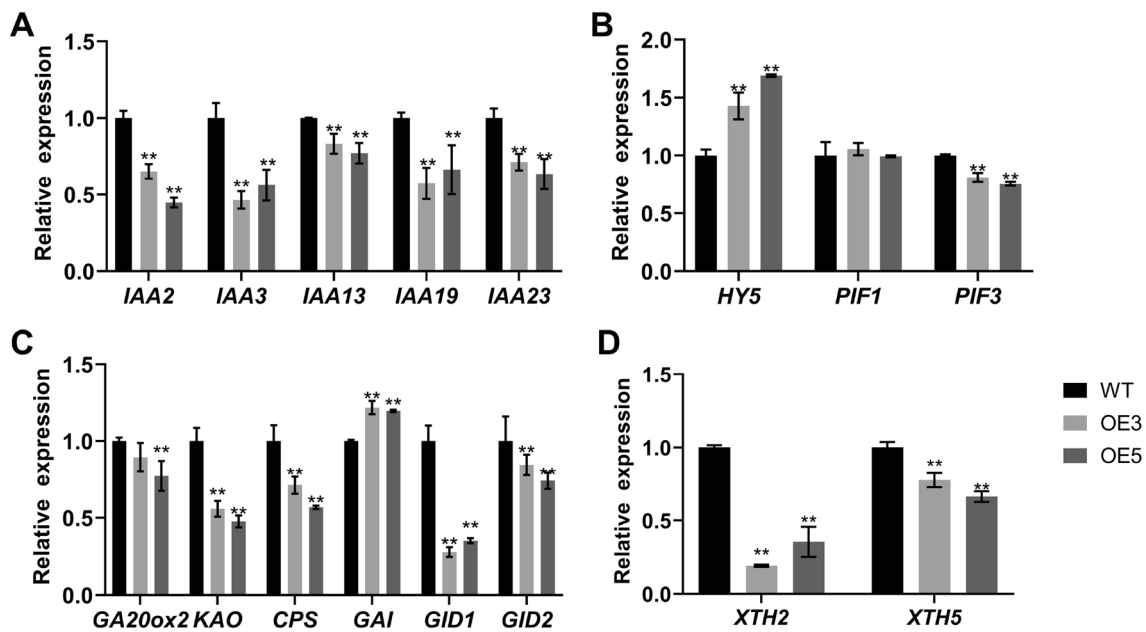 A
Relative expression
1.5
1.0
0.5
0.0
** ** ** ** ** ** ** ** ** **
IAA2 IAA3 IAA13 IAA19 IAA23
B
Relative expression
2.0
1.5
1.0
0.5
0.0
** ** ** **
HY5 PIF1 PIF3
C
Relative expression
1.5
1.0
0.5
0.0
** ** ** ** ** ** ** ** ** ** **
GA20ox2 KAO CPS GAI GID1 GID2
D
Relative expression
1.5
1.0
0.5
0.0
** ** ** **
XTH2 XTH5
WT
OE3
OE5